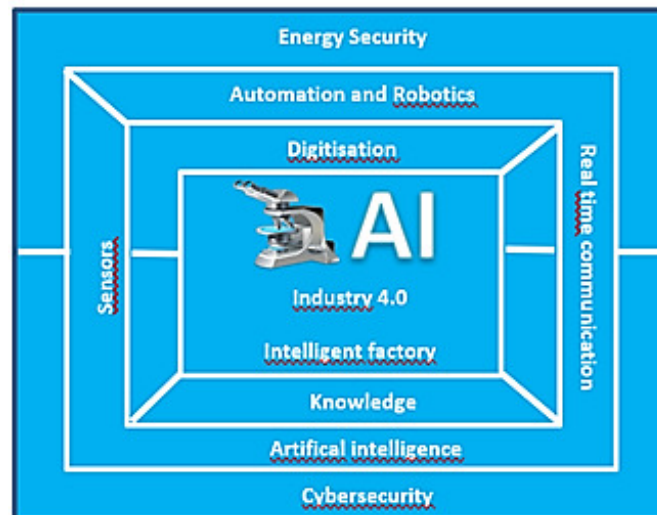 Energy Security
Automation and Robotics
Digitisation
Sensors
AI
Real time communication
Industry 4.0
Intelligent factory
Knowledge
Artifical intelligence
Cybersecurity